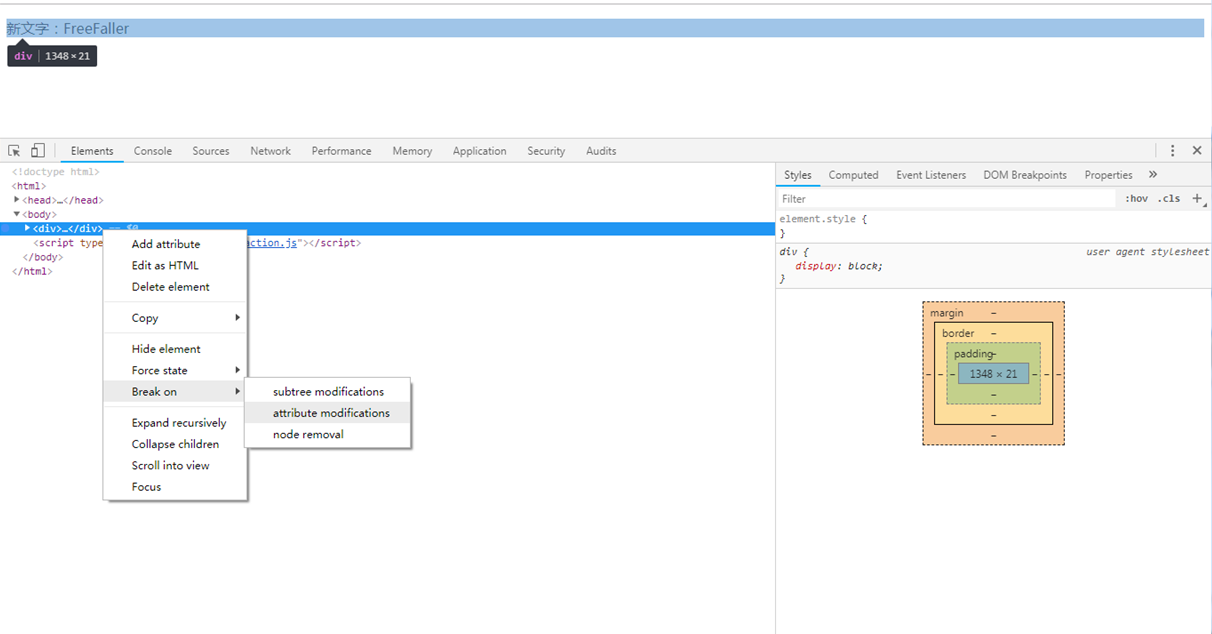 新文字：FreeFaller
div 1348 × 21
Elements Console Sources Network Performance Memory Application Security Audits
<!doctype html>
<html>
<head>…</head>
<body>
<div>…</div> == $0
<script type
ction.js"></script>
</body>
</html>
Add attribute
Edit as HTML
Delete element
Copy
Hide element
Force state
Break on
Expand recursively
Collapse children
Scroll into view
Focus
subtree modifications
attribute modifications
node removal
Styles Computed Event Listeners DOM Breakpoints Properties »
Filter :hov .cls +
element.style {
}
div { user agent stylesheet
display: block;
}
margin –
border –
padding–
– – – 1348 × 21 – – –
–
–
–